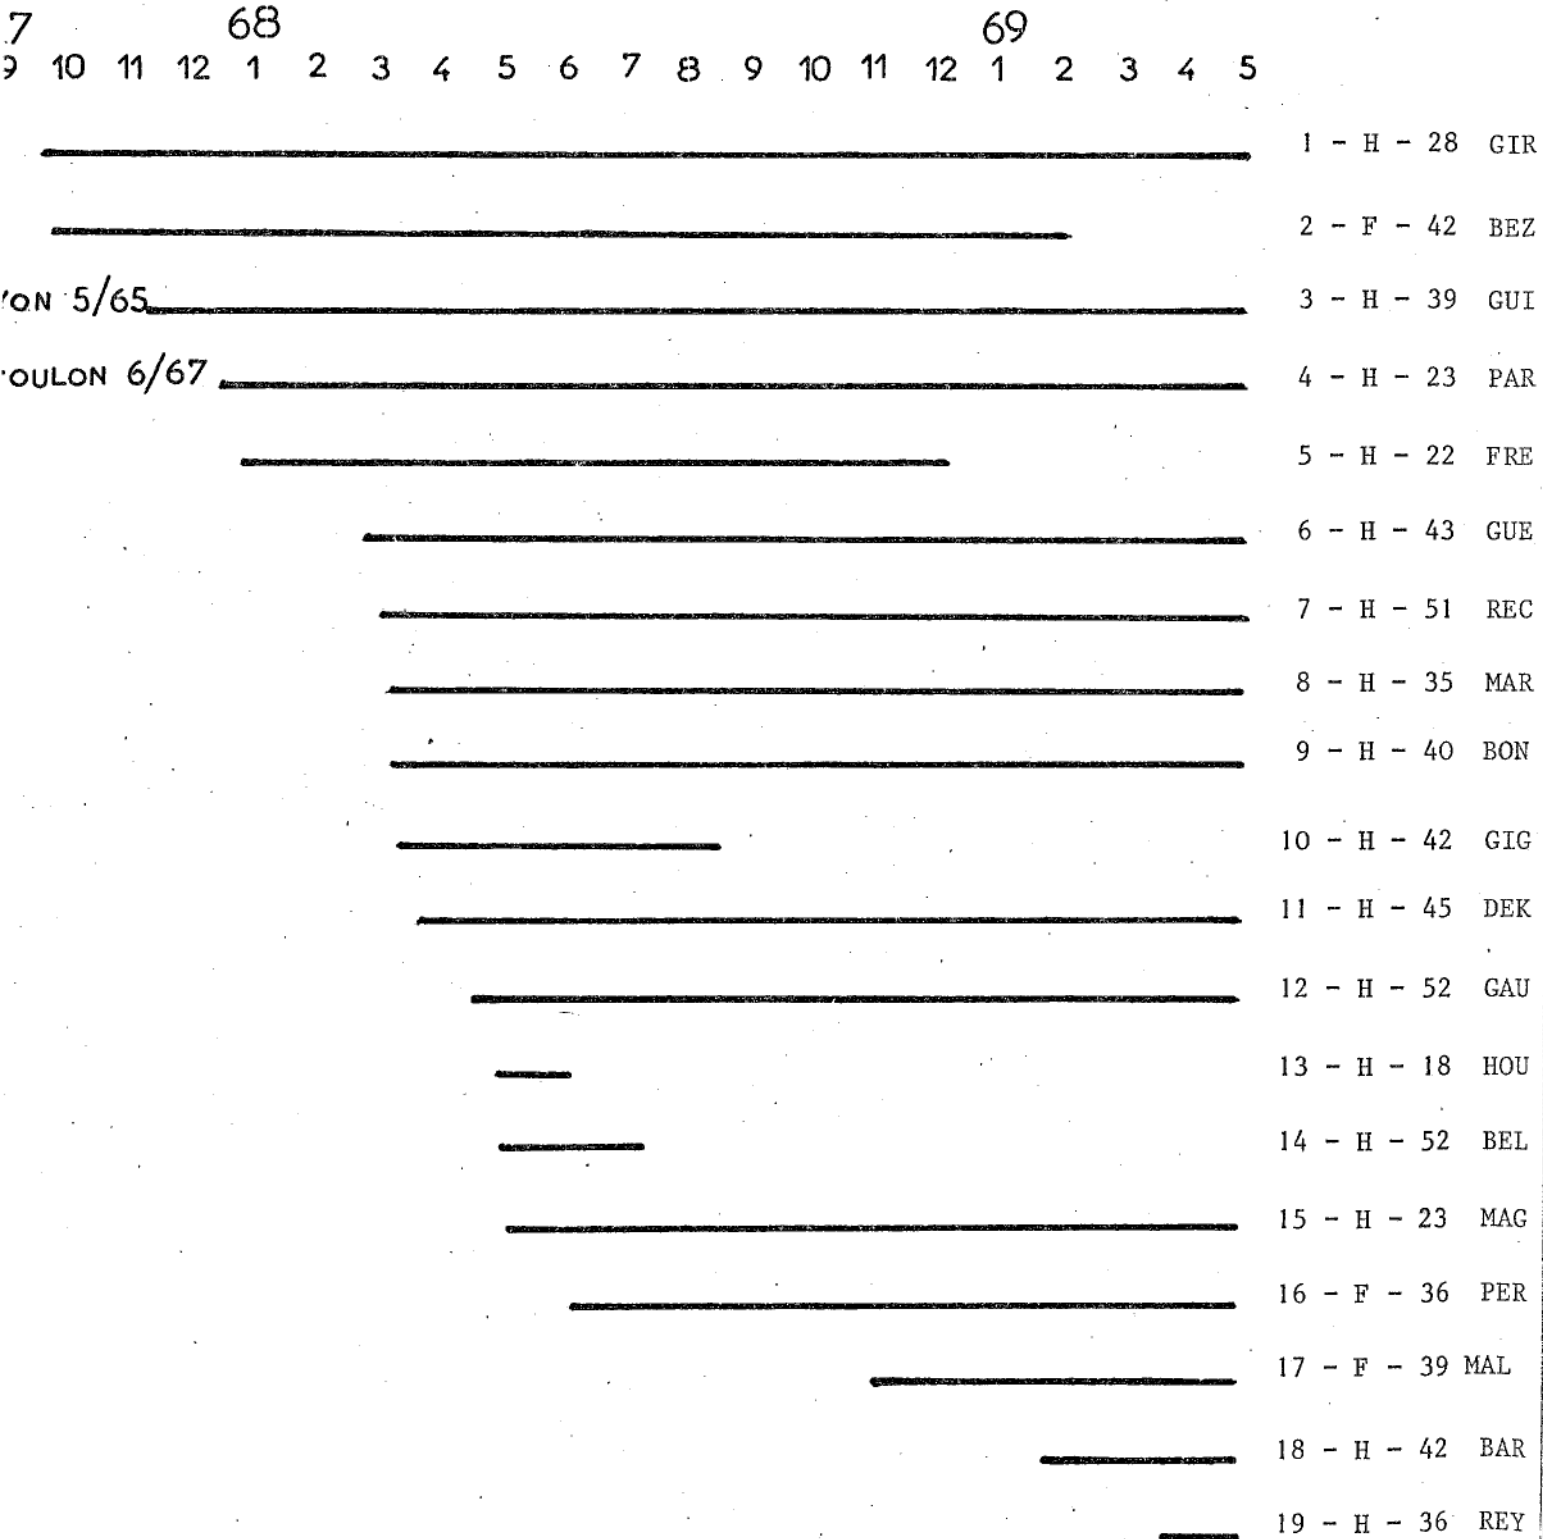 7 68 69
9 10 11 12 1 2 3 4 5 6 7 8 9 10 11 12 1 2 3 4 5
1 - H - 28 GIR
2 - F - 42 BEZ
YON 5/65 3 - H - 39 GUI
OULON 6/67 4 - H - 23 PAR
5 - H - 22 FRE
6 - H - 43 GUE
7 - H - 51 REC
8 - H - 35 MAR
9 - H - 40 BON
10 - H - 42 GIG
11 - H - 45 DEK
12 - H - 52 GAU
13 - H - 18 HOU
14 - H - 52 BEL
15 - H - 23 MAG
16 - F - 36 PER
17 - F - 39 MAL
18 - H - 42 BAR
19 - H - 36 REY